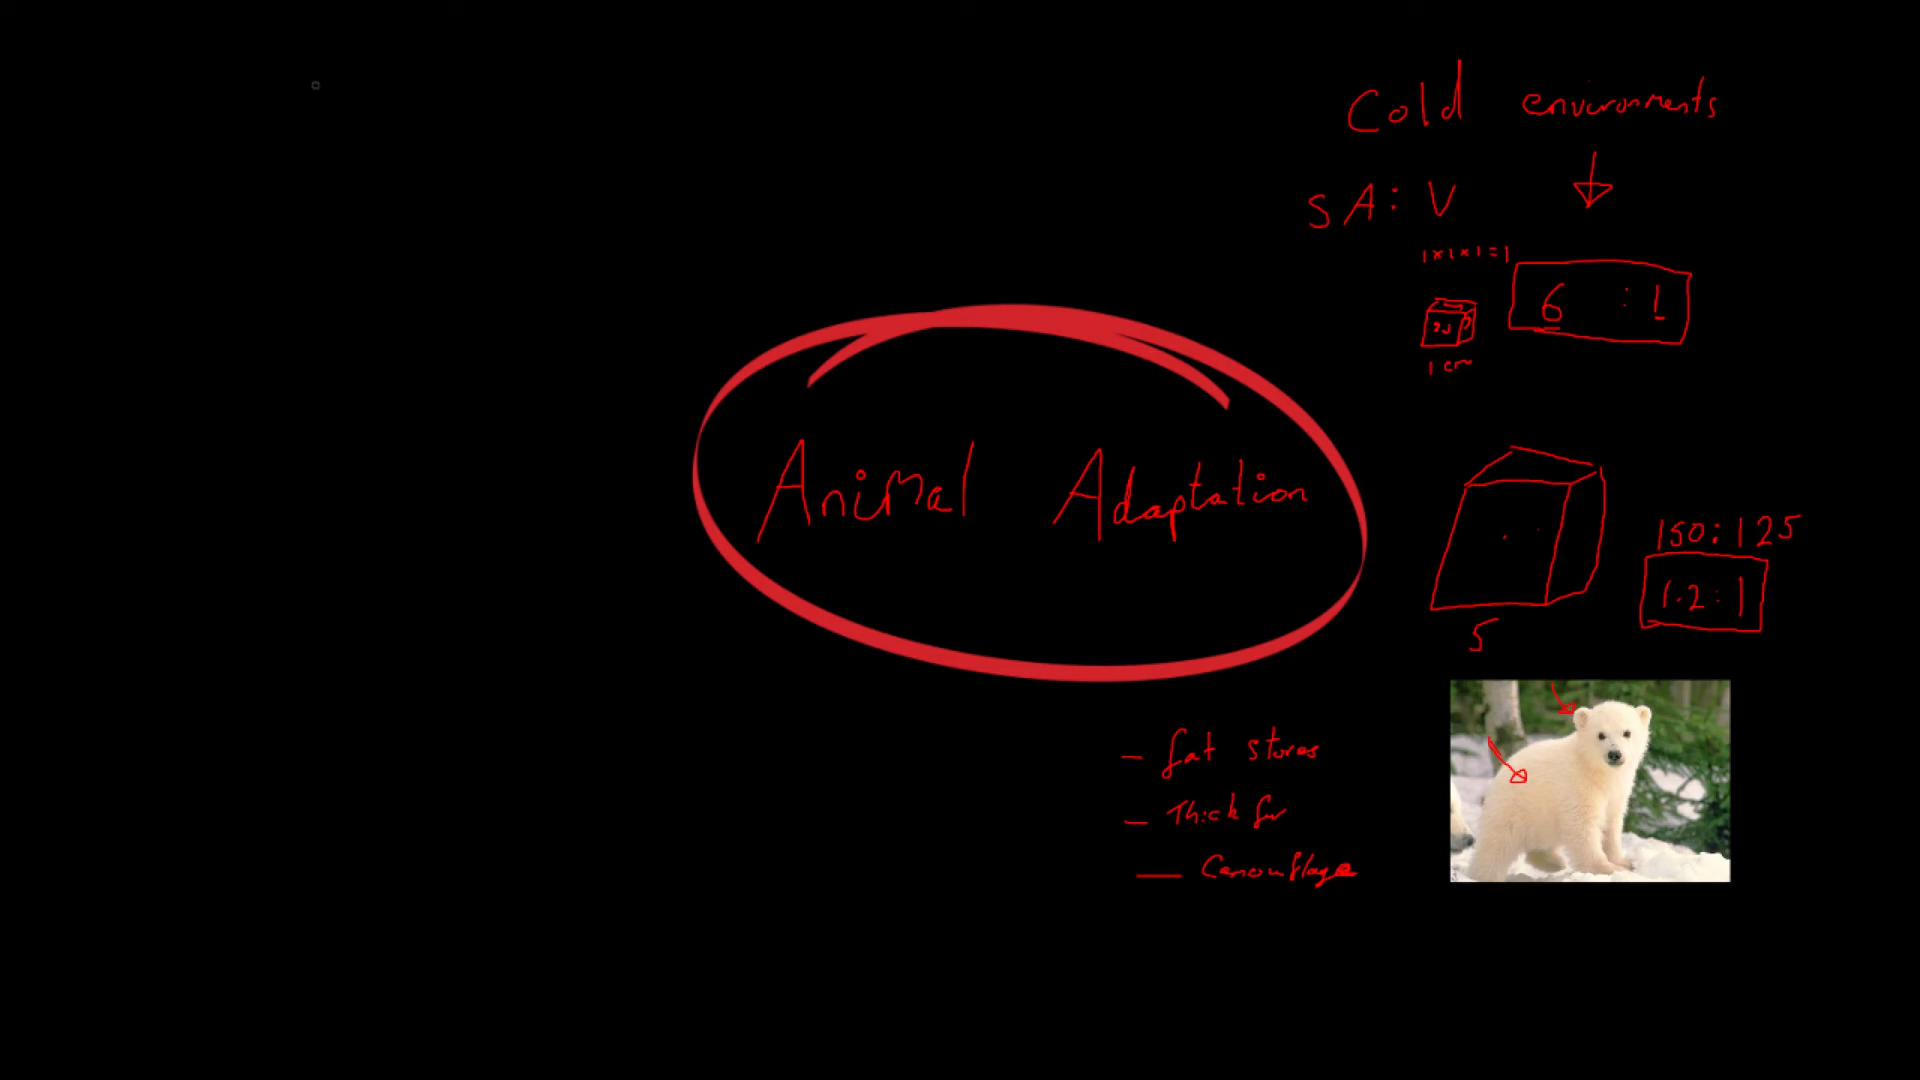 Cold environments
SA: V
1x1x1=1
6 : 1
1 cm
Animal Adaptation
150:125
1.2:1
5
- fat stores
- Thick fur
- Camouflage